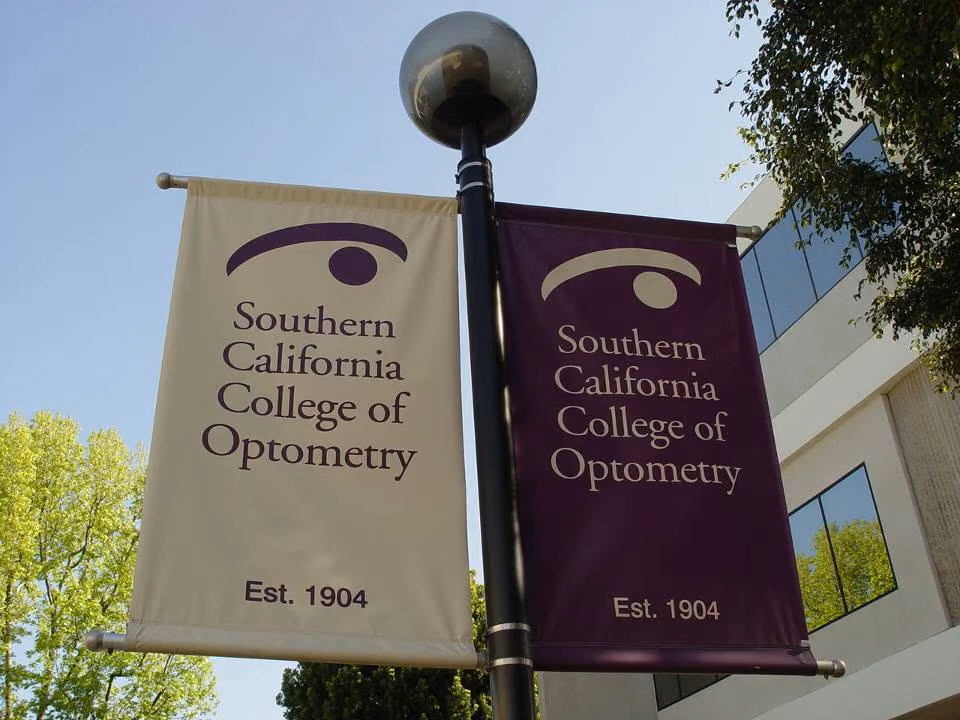 Southern
California
College of
Optometry
Est. 1904
Southern
California
College of
Optometry
Est. 1904